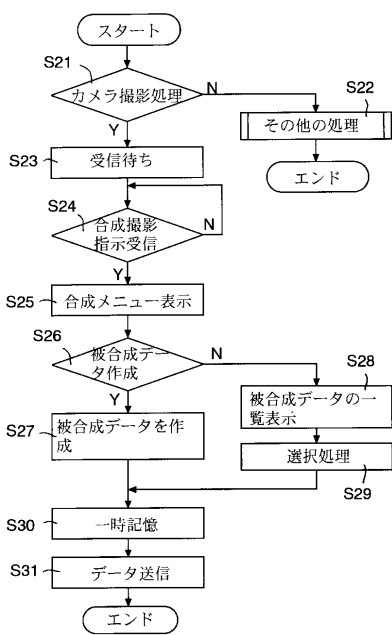 スタート
S21
カメラ撮影処理
N
S22
その他の処理
Y
エンド
S23
受信待ち
S24
合成撮影
指示受信
N
Y
S25
合成メニュー表示
S26
被合成デー
タ作成
N
Y
S28
被合成データの一
覧表示
S27
被合成データを作
成
選択処理
S29
S30
一時記憶
S31
データ送信
エンド